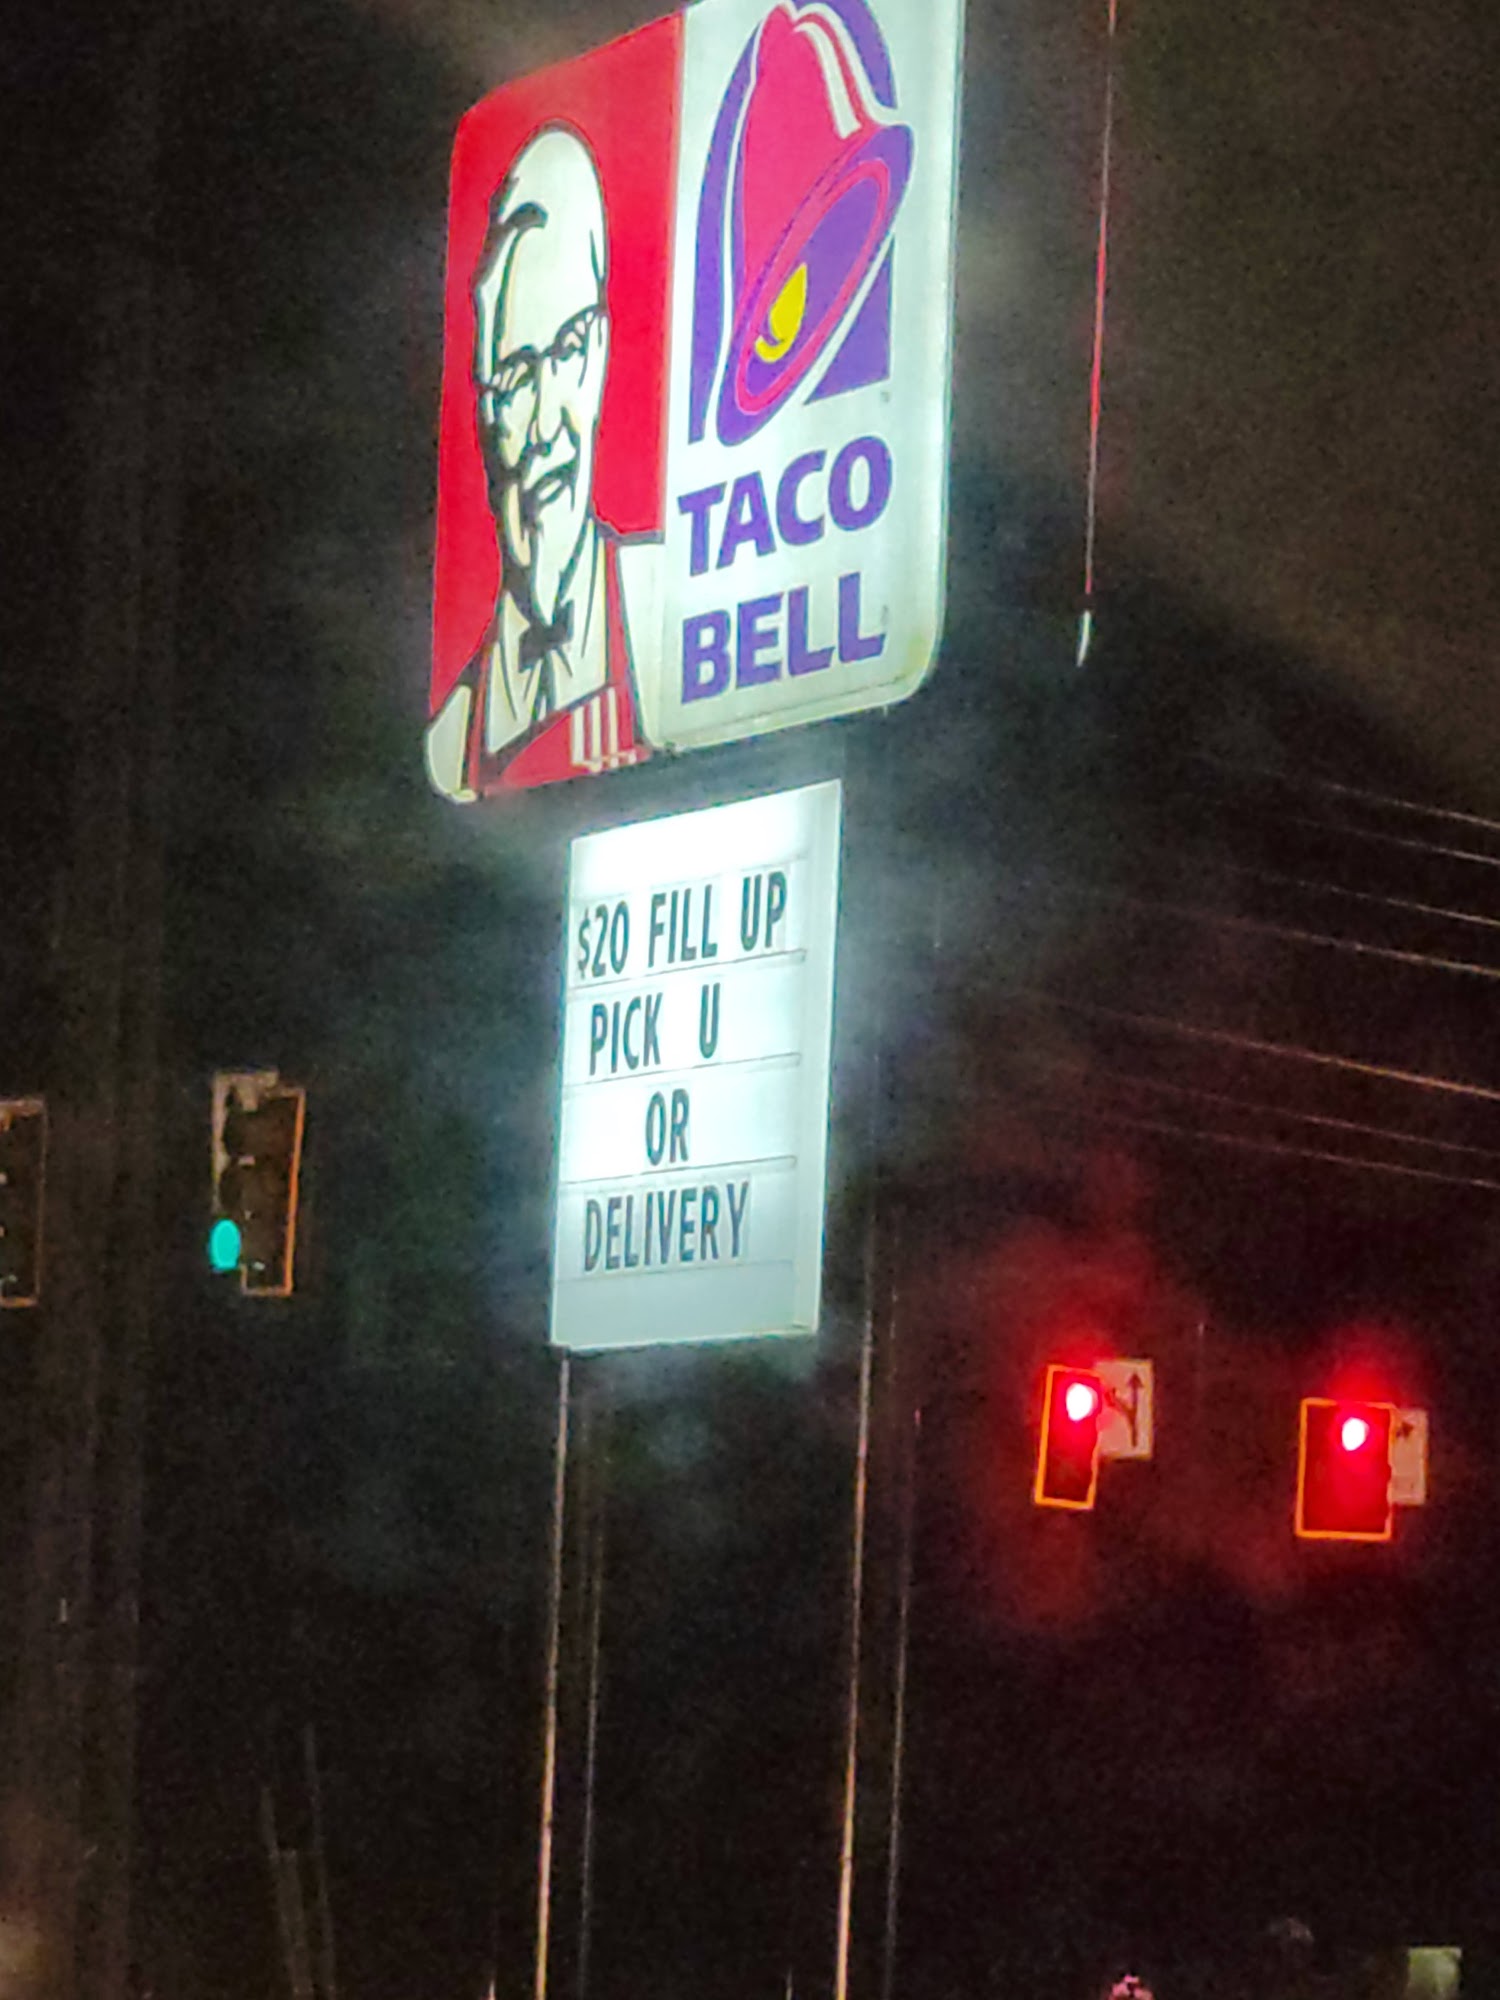 TACO
BELL
$20 FILL UP
PICK U
OR
DELIVERY